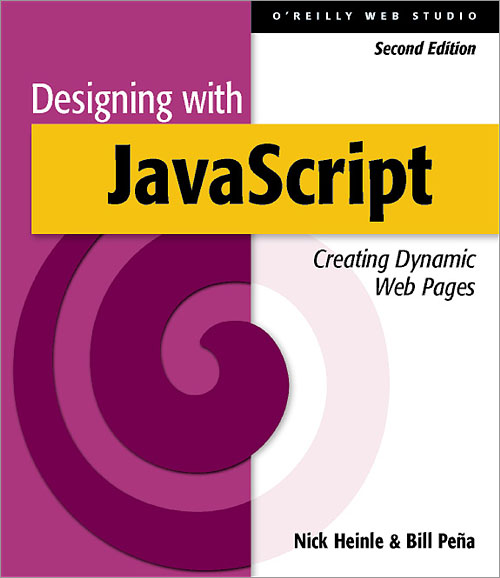 O'REILLY WEB STUDIO
Second Edition
Designing with
JavaScript
Creating Dynamic
Web Pages
Nick Heinle & Bill Peña